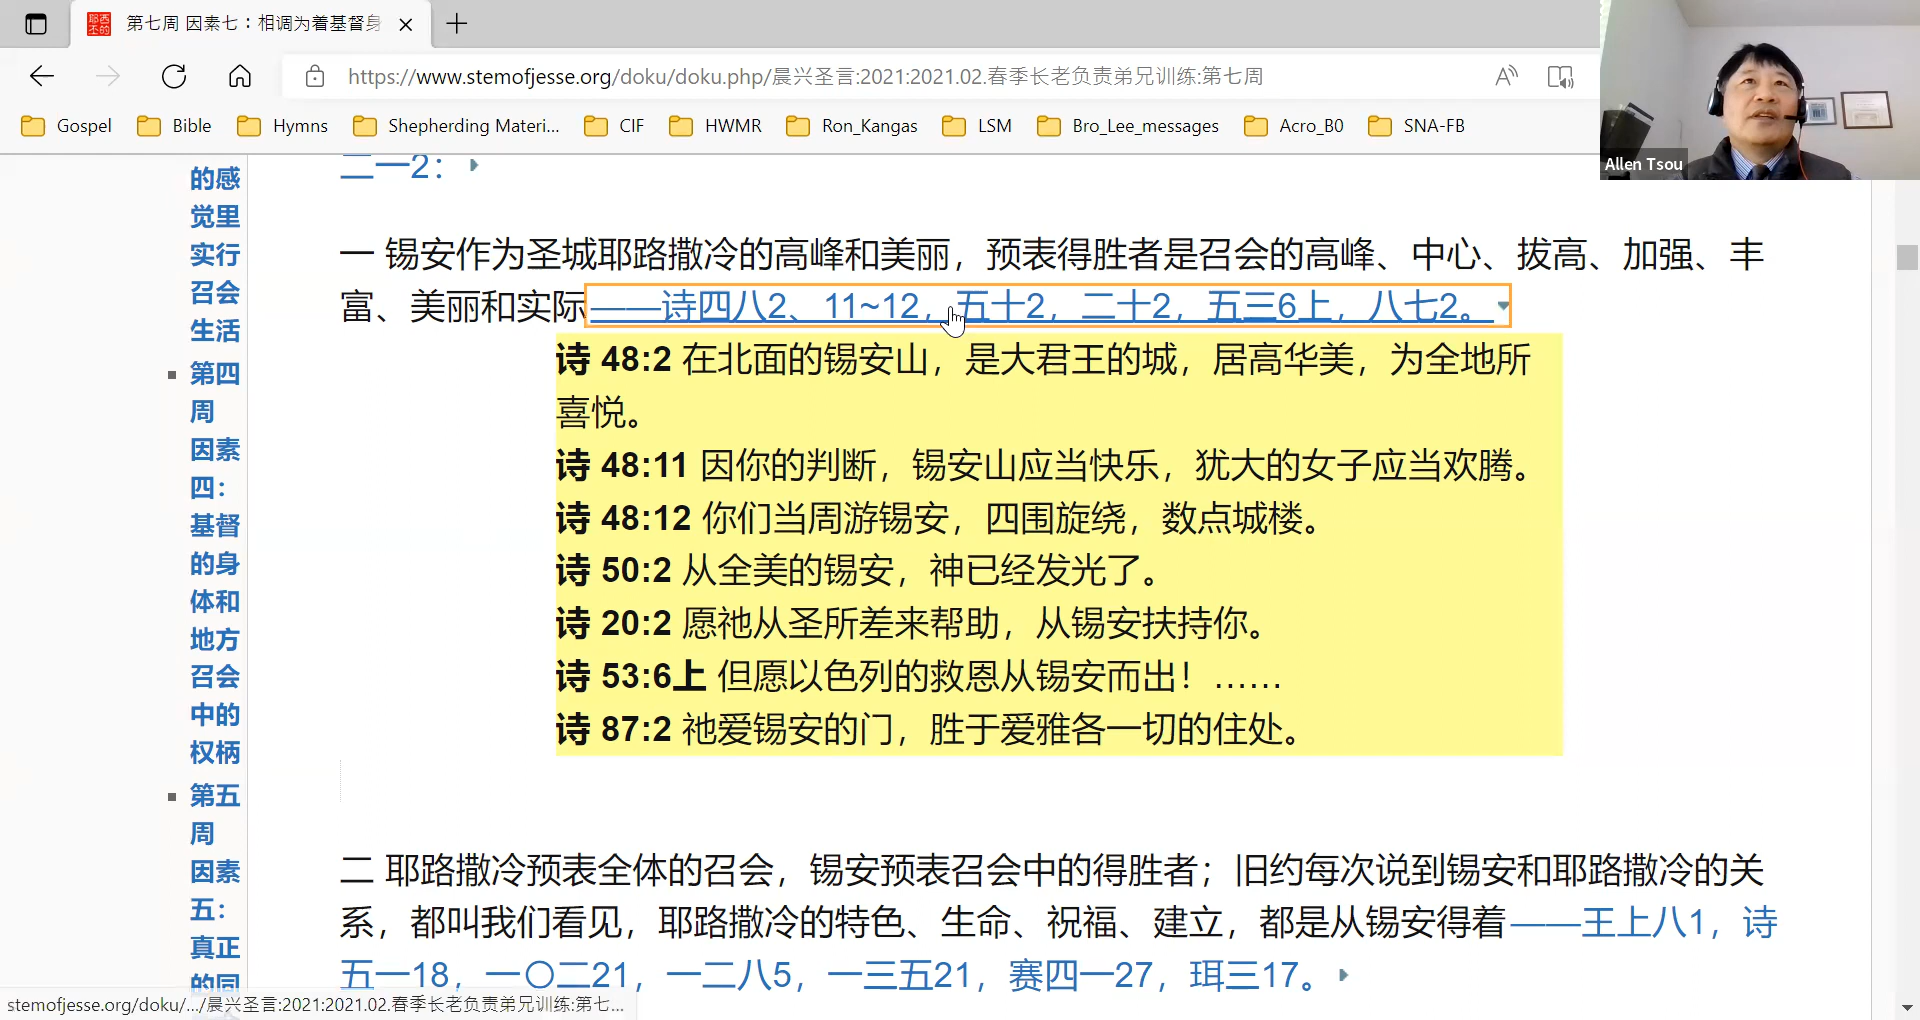 第七周 因素七：相调为着基督身
https://www.stemofjesse.org/doku/doku.php/晨兴圣言:2021:2021.02.春季长老负责弟兄训练:第七周
Gospel Bible Hymns Shepherding Materi... CIF HWMR Ron_Kangas LSM Bro_Lee_messages Acro_B0 SNA-FB
Allen Tsou
的感
觉里
实行
召会
生活
第四
周
因素
四：
基督
的身
体和
地方
召会
中的
权柄
第五
周
因素
五：
真正
的同
二一2：
一 锡安作为圣城耶路撒冷的高峰和美丽，预表得胜者是召会的高峰、中心、拔高、加强、丰
富、美丽和实际——诗四八2、11~12，五十2，二十2，五三6上，八七2。
诗 48:2 在北面的锡安山，是大君王的城，居高华美，为全地所
喜悦。
诗 48:11 因你的判断，锡安山应当快乐，犹大的女子应当欢腾。
诗 48:12 你们当周游锡安，四围旋绕，数点城楼。
诗 50:2 从全美的锡安，神已经发光了。
诗 20:2 愿祂从圣所差来帮助，从锡安扶持你。
诗 53:6上 但愿以色列的救恩从锡安而出！……
诗 87:2 祂爱锡安的门，胜于爱雅各一切的住处。
二 耶路撒冷预表全体的召会，锡安预表召会中的得胜者；旧约每次说到锡安和耶路撒冷的关
系，都叫我们看见，耶路撒冷的特色、生命、祝福、建立，都是从锡安得着——王上八1，诗
五一18，一〇二21，一二八5，一三五21，赛四一27，珥三17。
stemofjesse.org/doku/.../晨兴圣言:2021:2021.02.春季长老负责弟兄训练:第七...